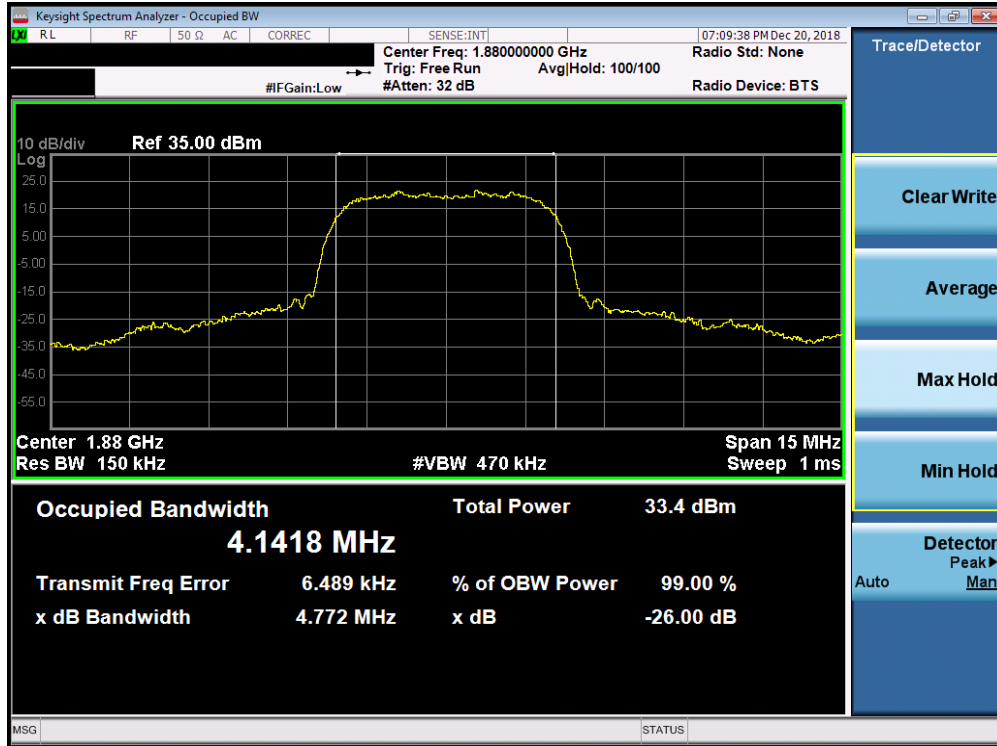 Keysight Spectrum Analyzer - Occupied BW
LXI RL RF 50 Ω AC CORREC SENSE:INT 07:09:38 PM Dec 20, 2018
Center Freq: 1.880000000 GHz Radio Std: None
Trig: Free Run Avg|Hold: 100/100
#IFGain:Low #Atten: 32 dB Radio Device: BTS
10 dB/div Ref 35.00 dBm
Log
25.0
15.0
5.00
-5.00
-15.0
-25.0
-35.0
-45.0
-55.0
Center 1.88 GHz Span 15 MHz
Res BW 150 kHz #VBW 470 kHz Sweep 1 ms
Occupied Bandwidth Total Power 33.4 dBm
4.1418 MHz
Transmit Freq Error 6.489 kHz % of OBW Power 99.00 %
x dB Bandwidth 4.772 MHz x dB -26.00 dB
Trace/Detector
Clear Write
Average
Max Hold
Min Hold
Detector
Peak▶
Auto Man
MSG STATUS